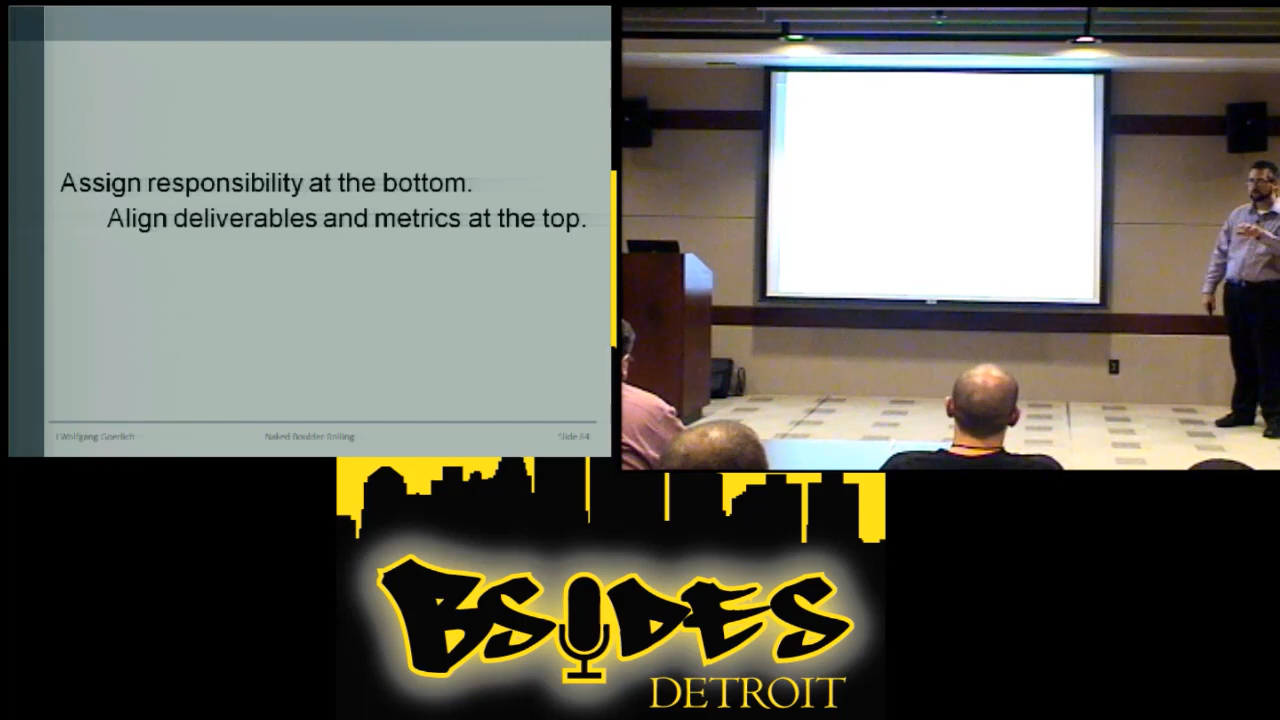 Assign responsibility at the bottom.
Align deliverables and metrics at the top.
J Wolfgang Goerlich
Naked Boulder Rolling
Slide 84
BSIDES
DETROIT